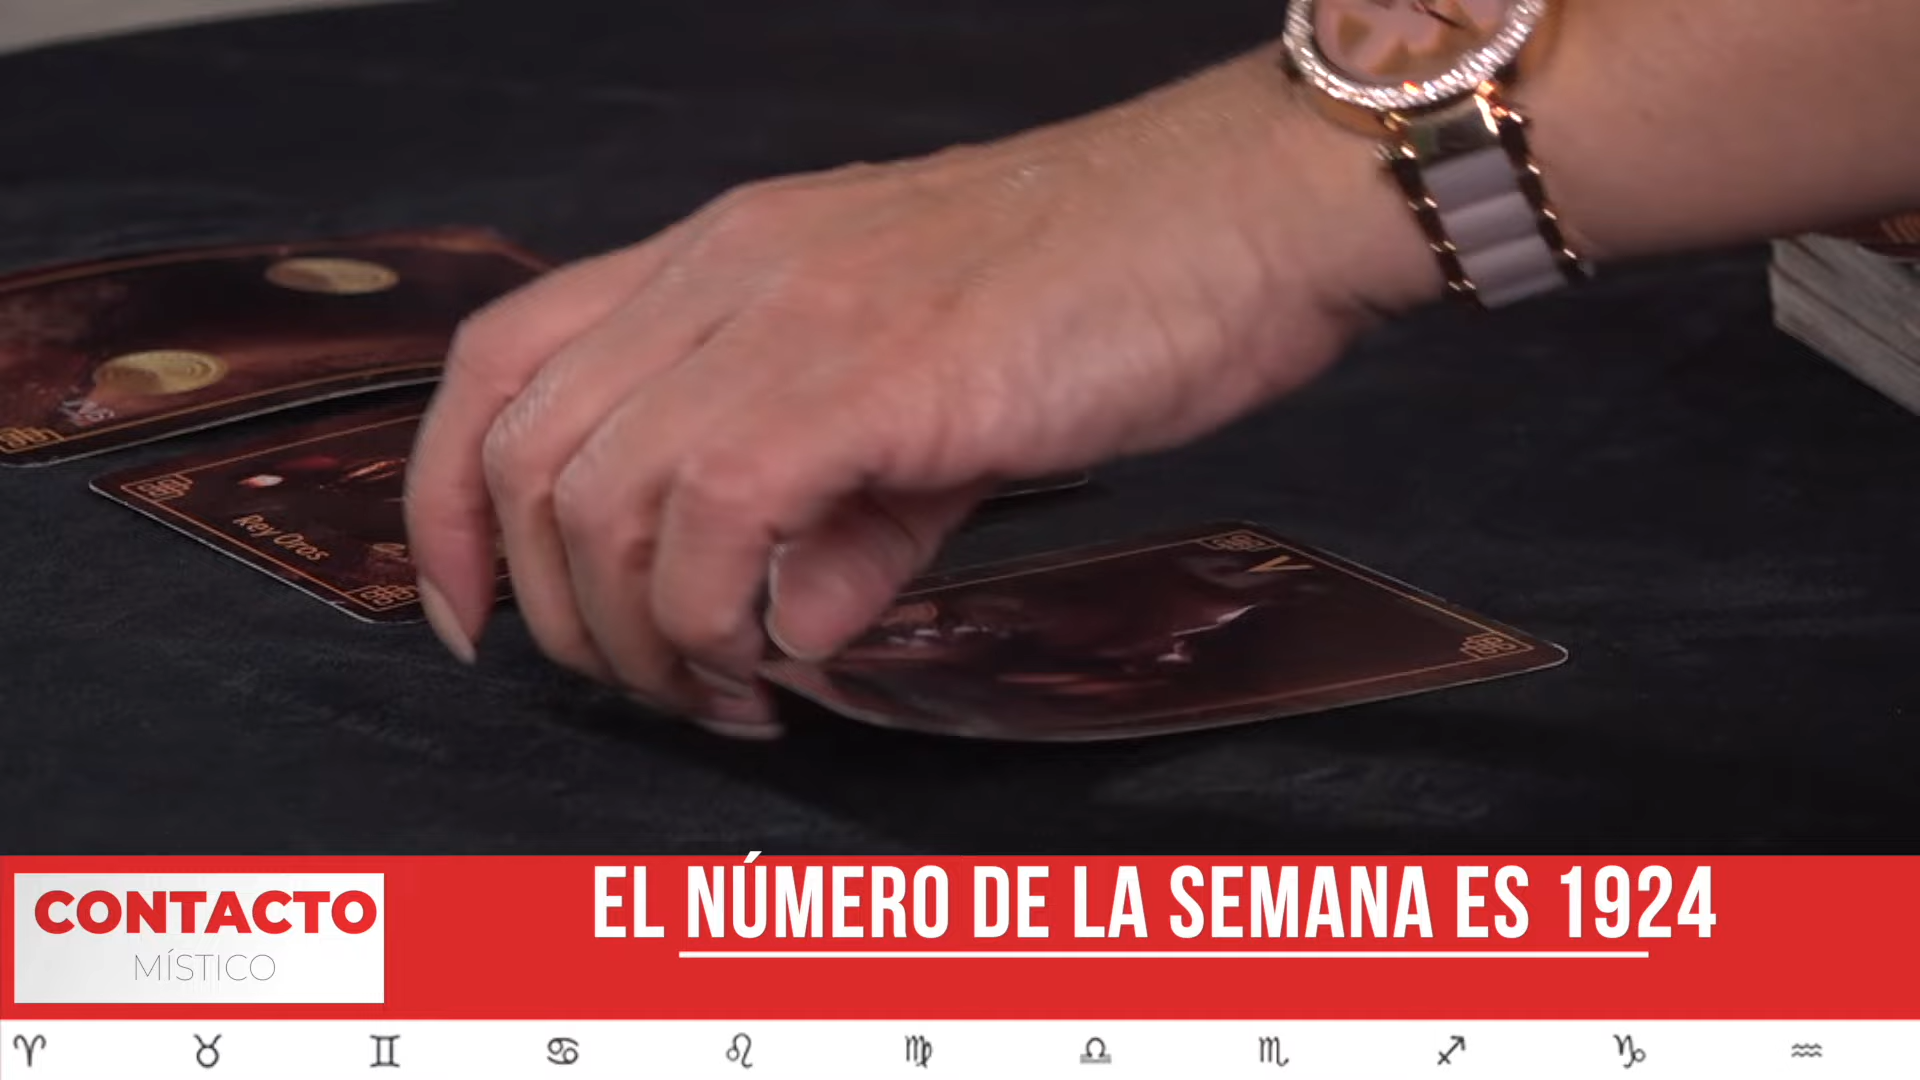 Rey Oros
V
EL NÚMERO DE LA SEMANA ES 1924
CONTACTO
MÍSTICO
♈ ♉ ♊ ♋ ♌ ♍ ♎ ♏ ♐ ♑ ♒